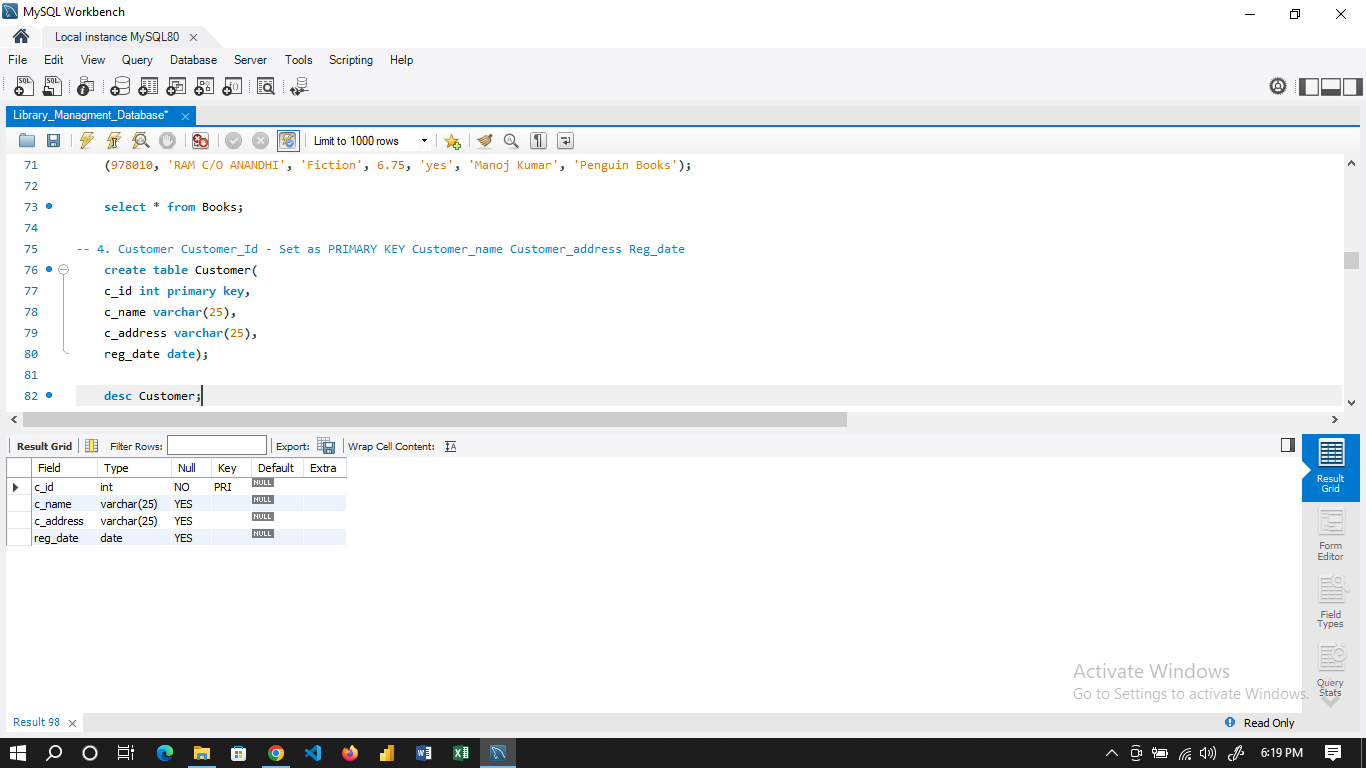 MySQL Workbench
Local instance MySQL80
File Edit View Query Database Server Tools Scripting Help
Library_Managment_Database*
Limit to 1000 rows
71 (978010, 'RAM C/O ANANDHI', 'Fiction', 6.75, 'yes', 'Manoj Kumar', 'Penguin Books');
72
73 select * from Books;
74
75 -- 4. Customer Customer_Id - Set as PRIMARY KEY Customer_name Customer_address Reg_date
76 create table Customer(
77 c_id int primary key,
78 c_name varchar(25),
79 c_address varchar(25),
80 reg_date date);
81
82 desc Customer;
Result Grid Filter Rows: Export: Wrap Cell Content:
Field Type Null Key Default Extra
c_id int NO PRI NULL
c_name varchar(25) YES NULL
c_address varchar(25) YES NULL
reg_date date YES NULL
Result
Grid
Form
Editor
Field
Types
Query
Stats
Activate Windows
Go to Settings to activate Windows.
Result 98
Read Only
6:19 PM